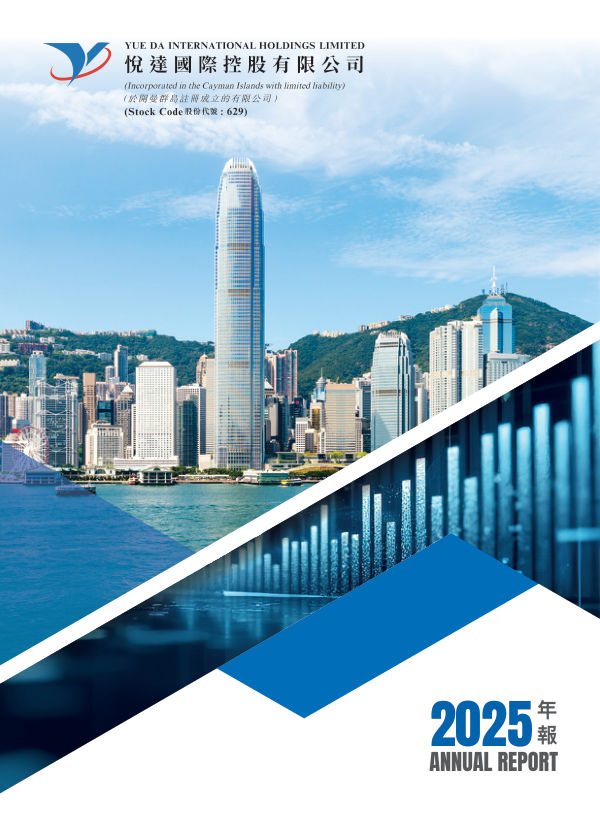 YUE DA INTERNATIONAL HOLDINGS LIMITED
悅達國際控股有限公司
(Incorporated in the Cayman Islands with limited liability)
(於開曼群島註冊成立的有限公司)
(Stock Code 股份代號 : 629)
2025 年報
ANNUAL REPORT